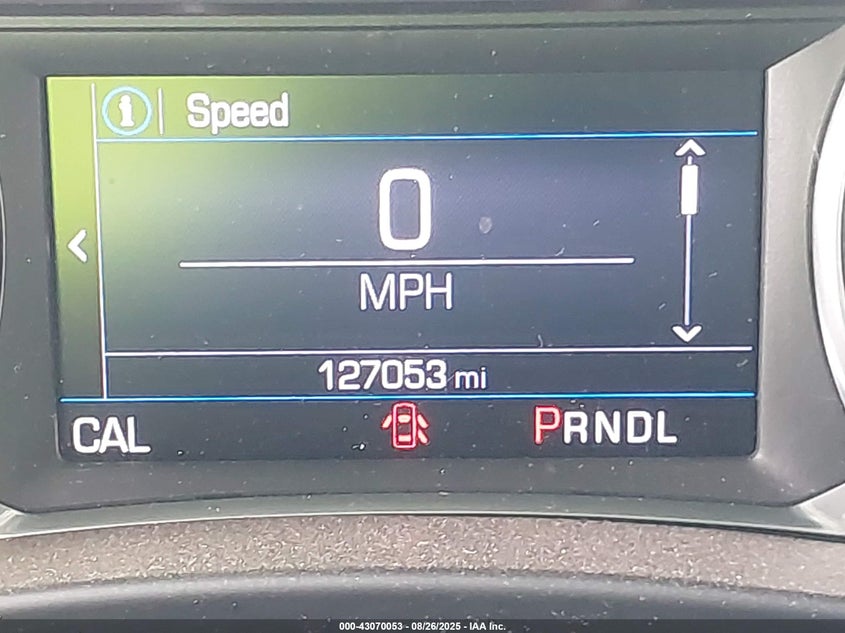 i | Speed
0
MPH
127053 mi
CAL PRNDL
000-43070053 - 08/26/2025 - IAA Inc.